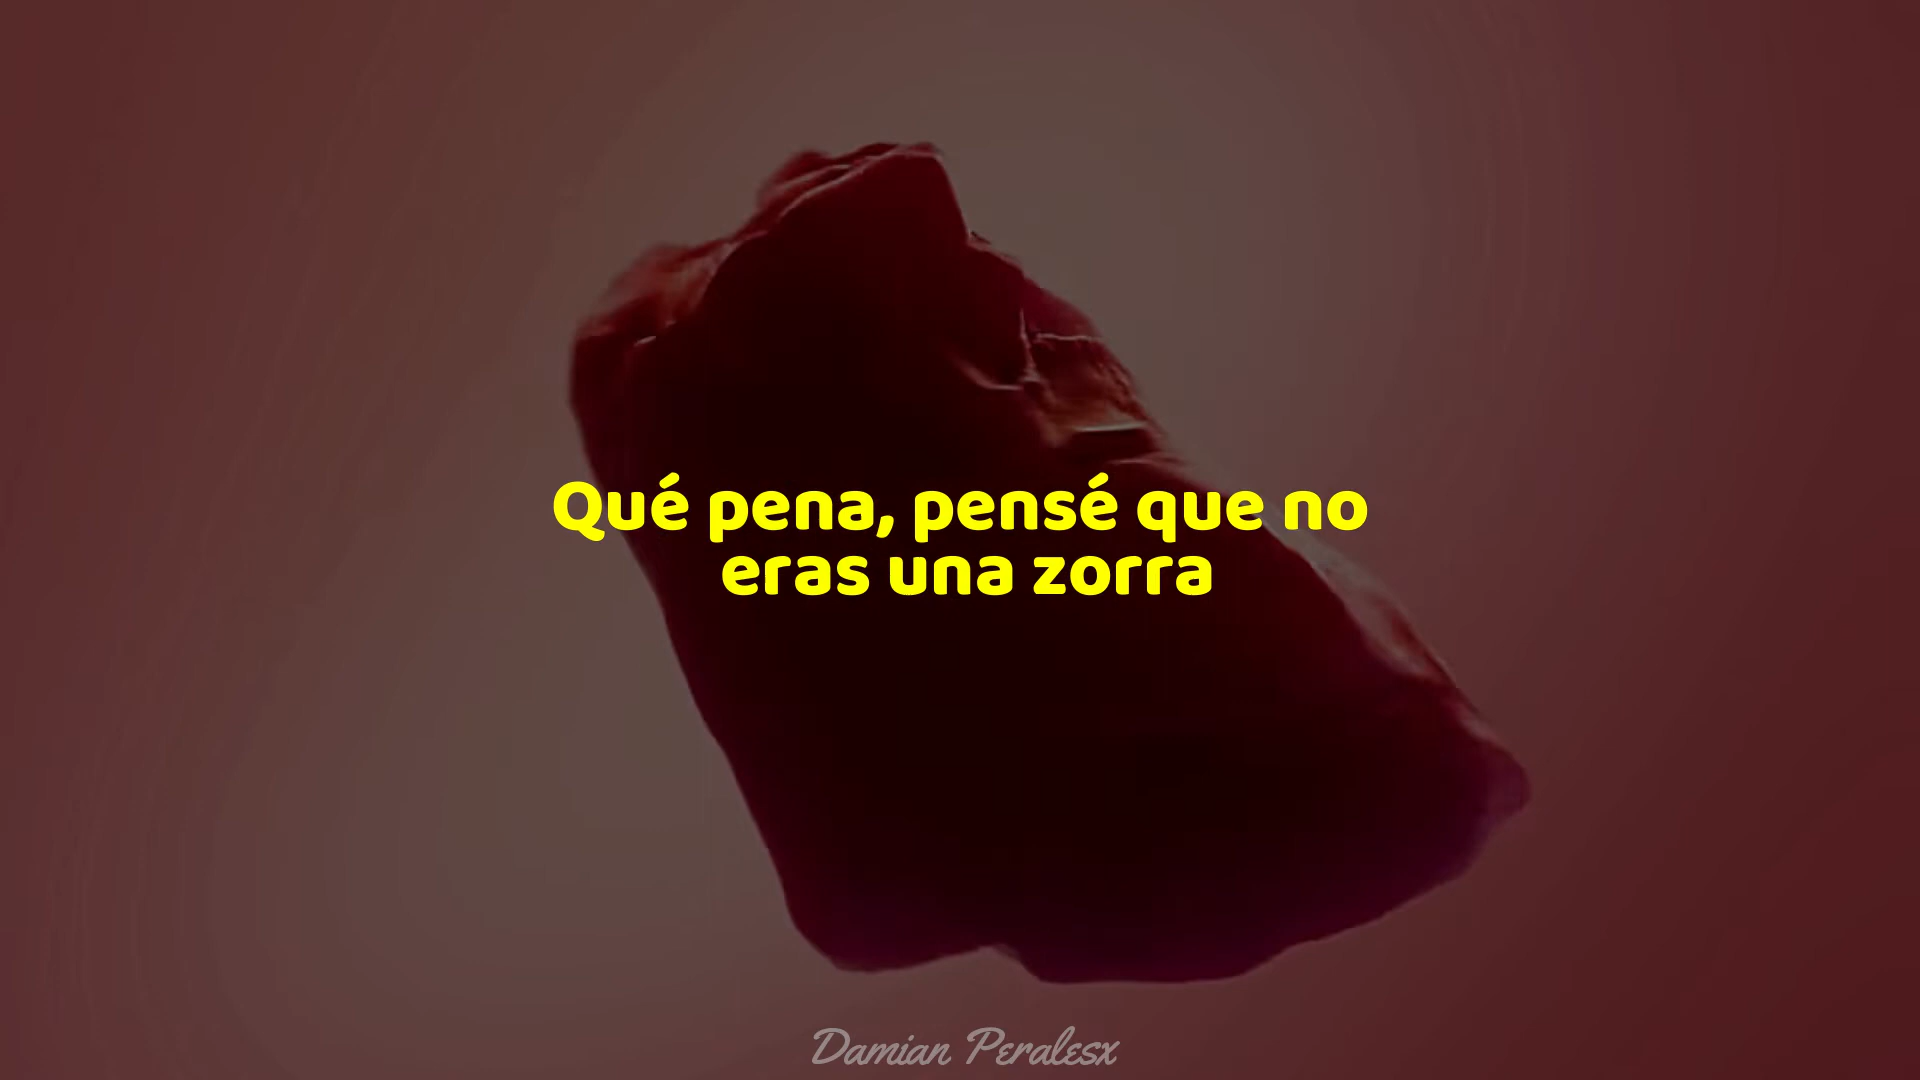 Qué pena, pensé que no
eras una zorra
Damian Peralesx